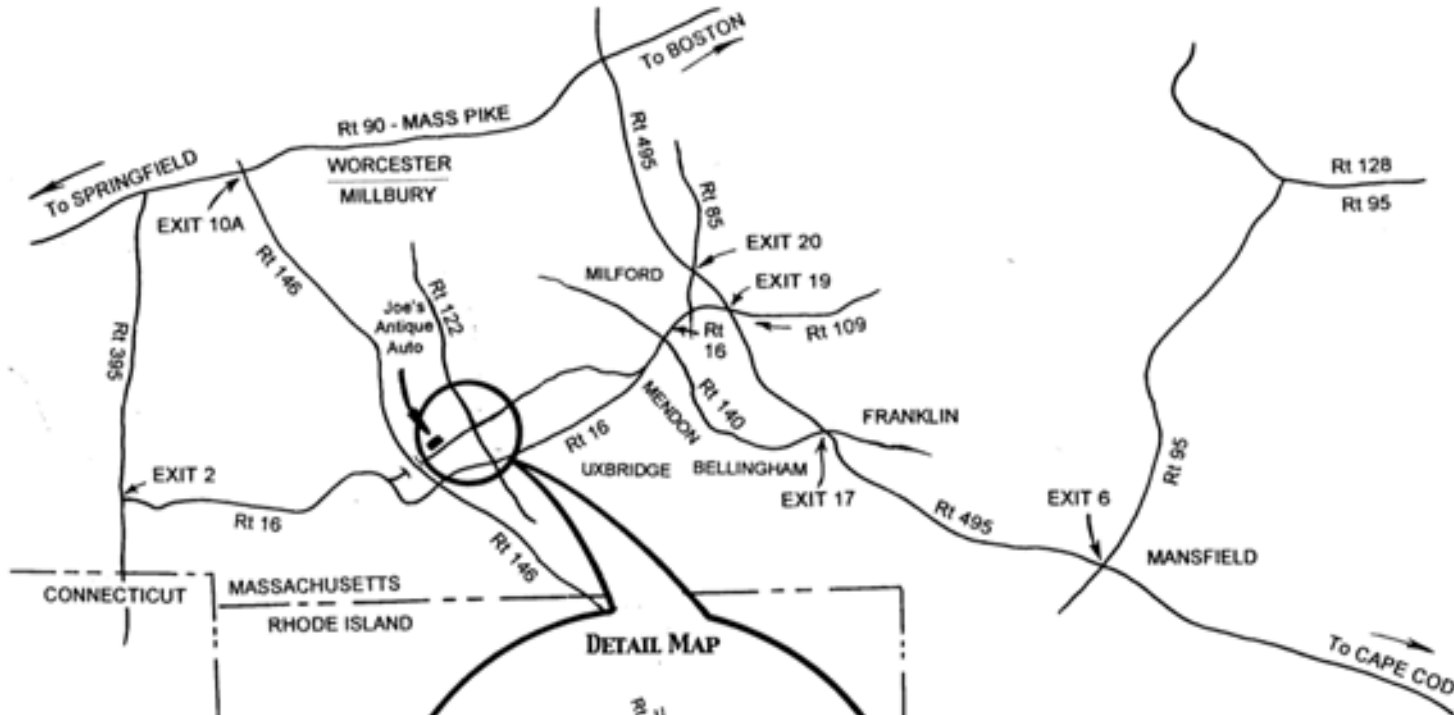 To BOSTON
Rt 90 - MASS PIKE
To SPRINGFIELD
WORCESTER
MILLBURY
EXIT 10A
Rt 495
Rt 85
Rt 128
Rt 95
EXIT 20
MILFORD
EXIT 19
Rt 146
Rt 122
Joe's
Antique
Auto
Rt
16
Rt 109
Rt 395
MENDON
Rt 140
FRANKLIN
Rt 16
UXBRIDGE
BELLINGHAM
Rt 95
EXIT 2
EXIT 17
EXIT 6
Rt 16
Rt 495
Rt 146
MANSFIELD
CONNECTICUT
MASSACHUSETTS
RHODE ISLAND
DETAIL MAP
To CAPE COD